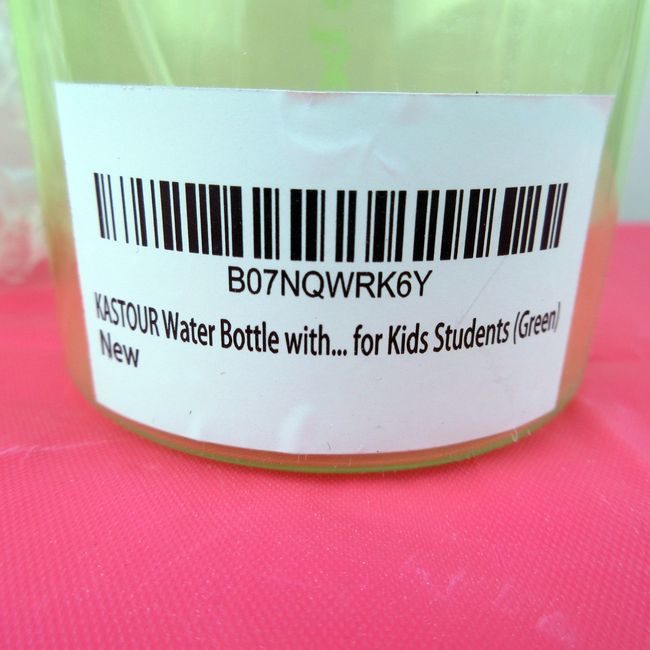 B07NQWRK6Y
KASTOUR Water Bottle with... for Kids Students (Green)
New